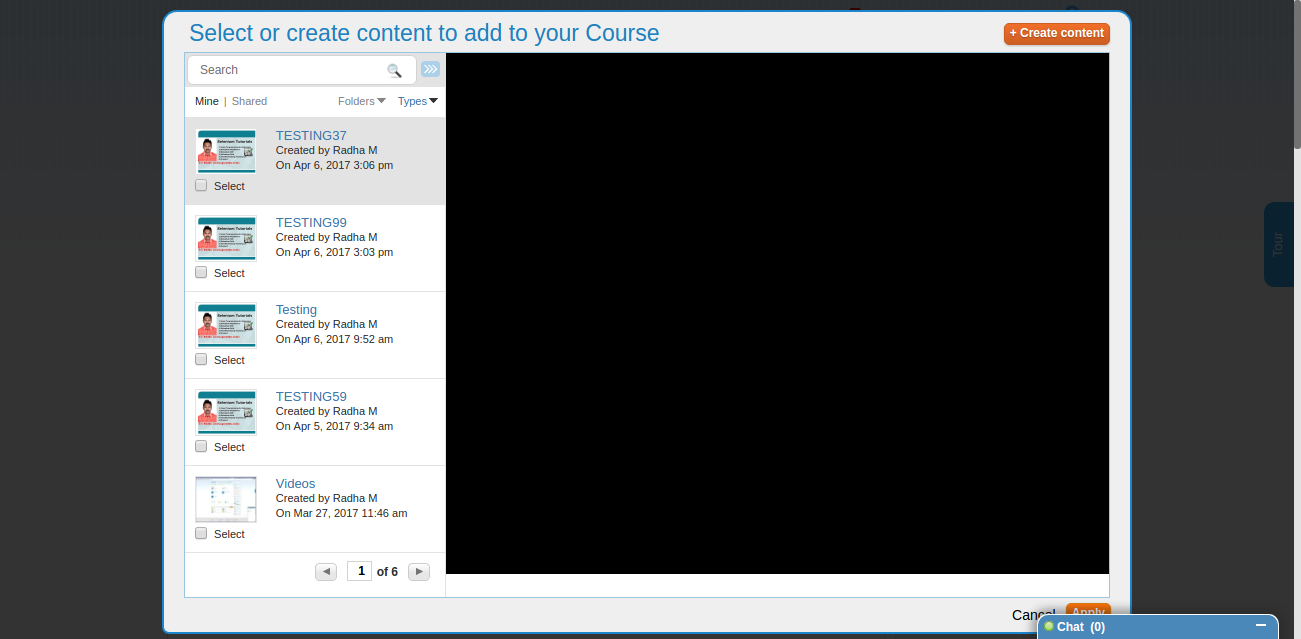 Select or create content to add to your Course
+ Create content
Search
Mine | Shared
Folders
Types
TESTING37
Created by Radha M
On Apr 6, 2017 3:06 pm
Select
TESTING99
Created by Radha M
On Apr 6, 2017 3:03 pm
Select
Testing
Created by Radha M
On Apr 6, 2017 9:52 am
Select
TESTING59
Created by Radha M
On Apr 5, 2017 9:34 am
Select
Videos
Created by Radha M
On Mar 27, 2017 11:46 am
Select
1 of 6
Tour
Cancel
Apply
Chat (0)